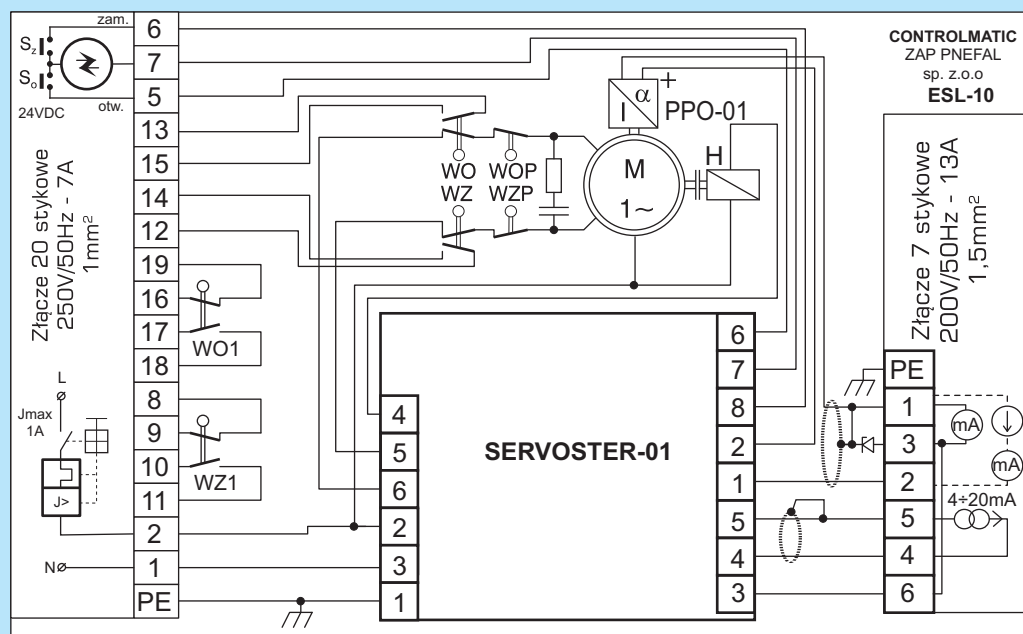 zam.
S_z
S_o
24VDC
otw.
6
7
5
13
15
14
12
19
16
17
18
8
9
10
11
2
1
PE
Złącze 20 stykowe
250V/50Hz - 7A
1mm²
WO1
WZ1
L
Jmax
1A
J>
NØ
WO WOP
WZ WZP
α
I
+
PPO-01
M
1~
H
SERVOSTER-01
4
5
6
2
3
1
6
7
8
2
1
5
4
3
CONTROLMATIC
ZAP PNEFAL
sp. z.o.o
ESL-10
Złącze 7 stykowe
200V/50Hz - 13A
1,5mm²
PE
1
3
2
5
4
6
mA
mA
4÷20mA